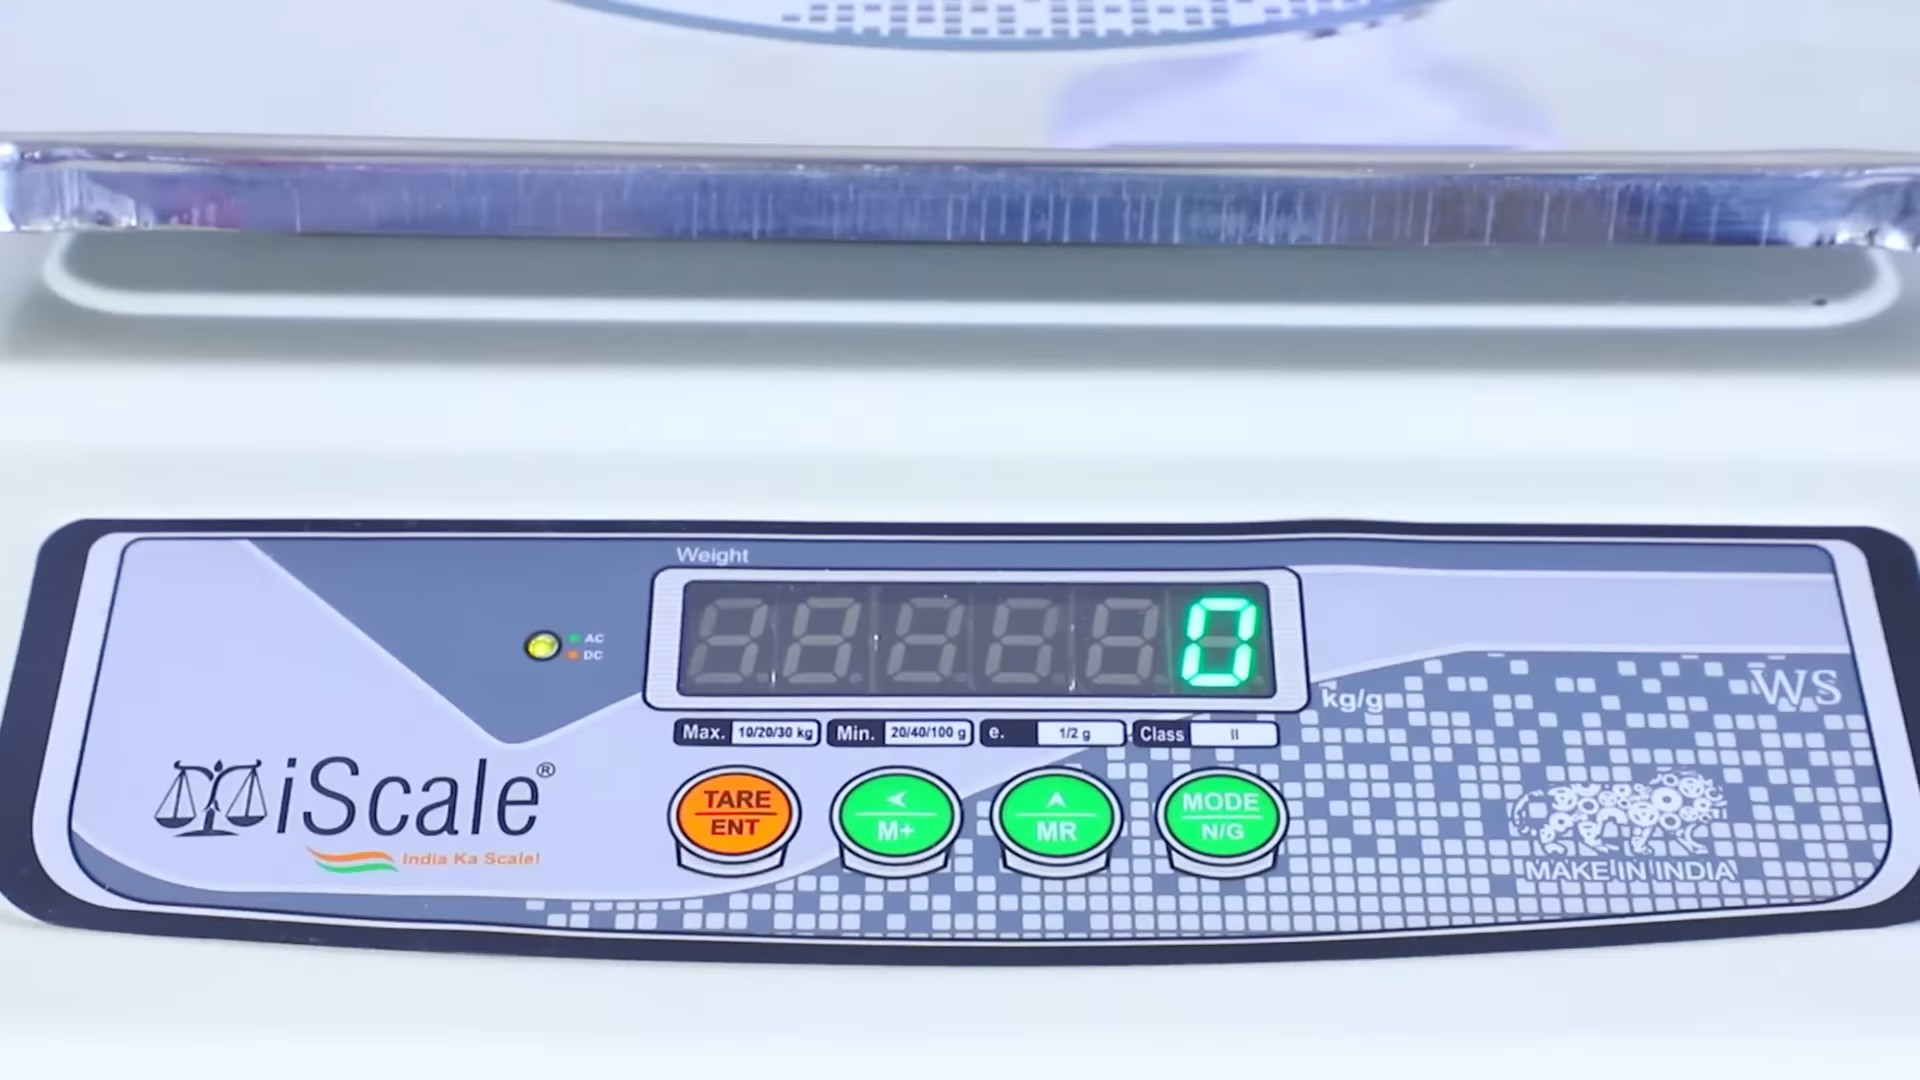 Weight
AC
DC
0
kg/g
WS
Max. 10/20/30 kg Min. 20/40/100 g e. 1/2 g Class II
iScale®
India Ka Scale!
TARE
ENT
<
M+
MR
MODE
N/G
MAKE IN INDIA